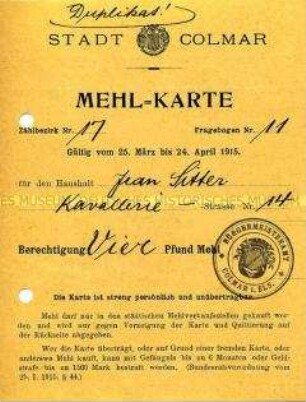 Duplikat!
STADT COLMAR
MEHL=KARTE
Zählbezirk Nr. 17 Fragebogen Nr. 11
Gültig vom 25. März bis 24. April 1915.
für den Haushalt Jean Sitter
Kavallerie – Strasse Nr. 14
Berechtigung Vier Pfund Mehl
BÜRGERMEISTERAMT
COLMAR I. ELS.
Die Karte ist streng persönlich und unübertragbar.
Mehl darf nur in den städtischen Mehlverkaufsstellen gekauft wer-
den und wird nur gegen Vorzeigung der Karte und Quittierung auf
der Rückseite abgegeben.
Wer die Karte überträgt, oder auf Grund einer fremden Karte, oder
anderswo Mehl kauft, kann mit Gefängnis bis zu 6 Monaten oder Geld-
strafe bis zu 1500 Mark bestraft werden. (Bundesratsverordnung vom
25. 1. 1915. § 44.)